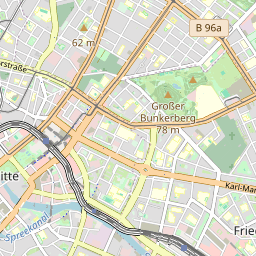 B 96a
62 m
rstraße
Großer
Bunkerberg
78 m
Karl-Mar
itte
Fried
Spreekanal